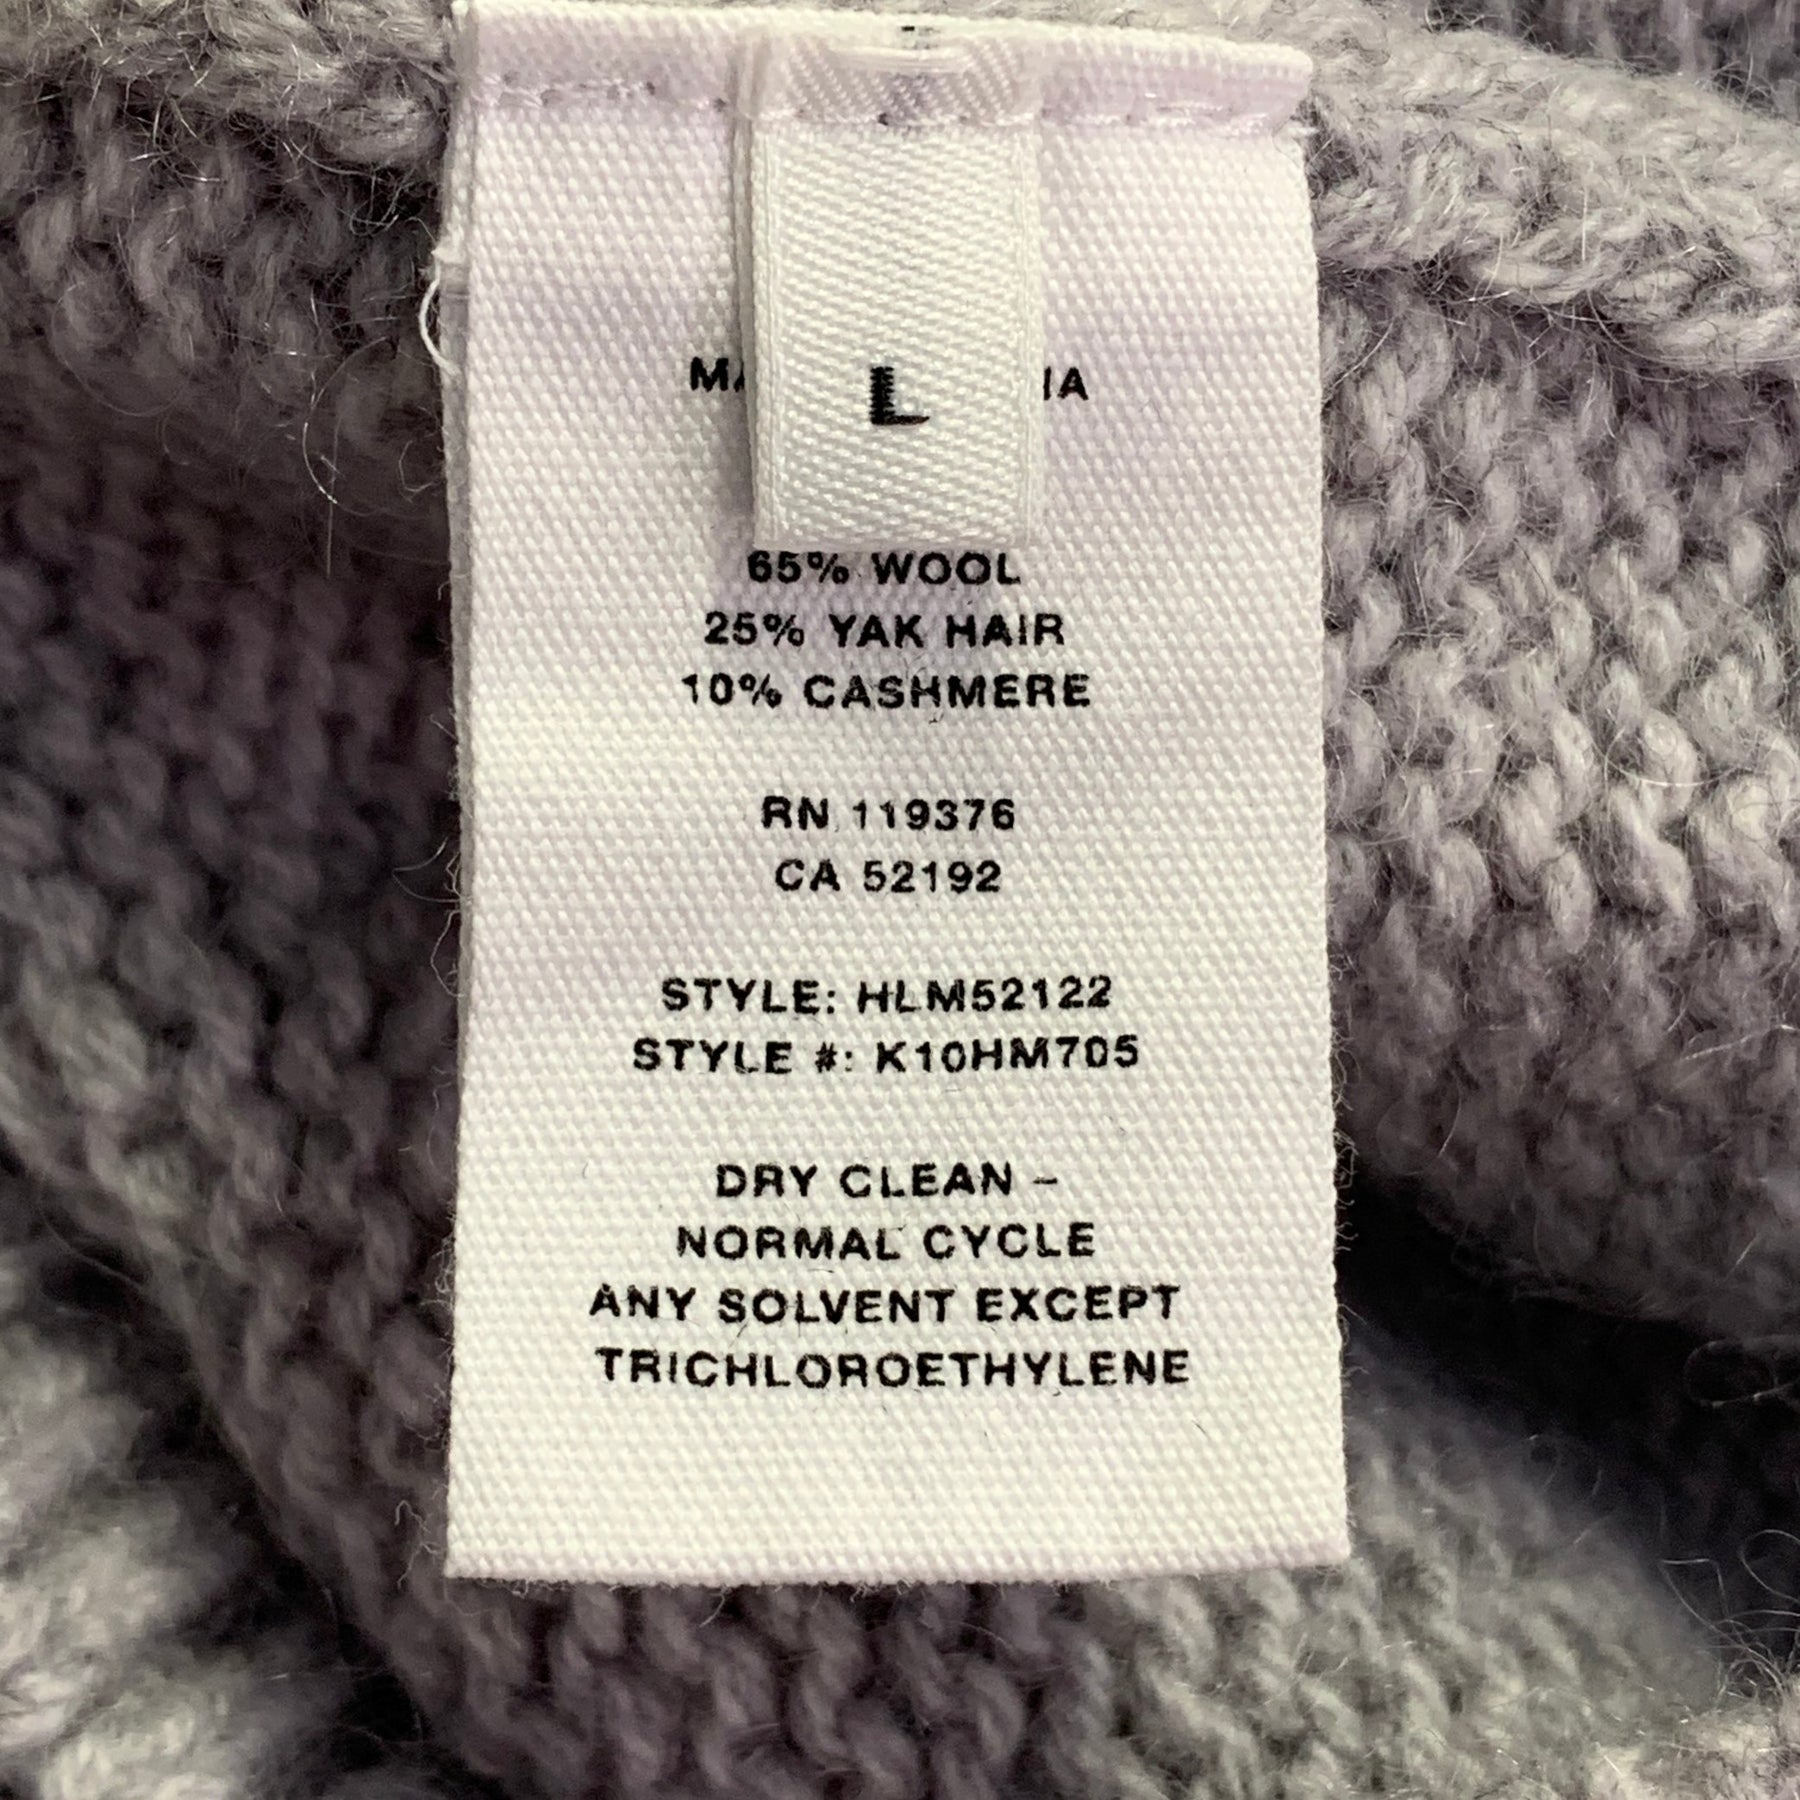 L
65% WOOL
25% YAK HAIR
10% CASHMERE
RN 119376
CA 52192
STYLE: HLM52122
STYLE #: K10HM705
DRY CLEAN –
NORMAL CYCLE
ANY SOLVENT EXCEPT
TRICHLOROETHYLENE